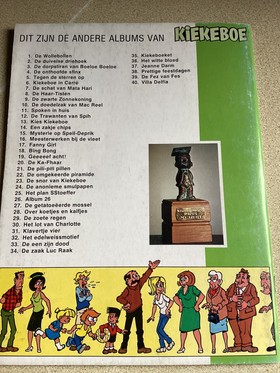 DIT ZIJN DE ANDERE ALBUMS VAN KIEKEBOE
1. De Wollebollen
2. De duivelse driehoek
3. De dorpstiran van Boeloe Boeloe
4. De onthoofde sfinx
5. Tegen de sterren op
6. Kiekeboe in Carré
7. De schat van Mata Hari
8. De Haar-Tisten
9. De zwarte Zonnekoning
10. De doedelzak van Mac Reel
11. Spoken in huis
12. De Trawanten van Spih
13. Kies Kiekeboe
14. Een zakje chips
15. Mysterie op Spell-Deprik
16. Meesterwerken bij de vleet
17. Fanny Girl
18. Bing Bong
19. Geeeeef acht!
20. De Ka-Fhaar
21. De pili-pili pillen
22. De omgekeerde piramide
23. De snor van Kiekeboe
24. De anonieme smulpapen
25. Het plan SStoeffer
26. Album 26
27. De getatoeëerde mossel
28. Over koetjes en kalfjes
29. De zoete regen
30. Het lot van Charlotte
31. Klavertje vier
32. Het edelweissmotief
33. De een zijn dood
34. De zaak Luc Raak
35. Kiekeboeket
36. Het witte bloed
37. Jeanne Darm
38. Prettige feestdagen
39. De Fez van Fes
40. Villa Delfia